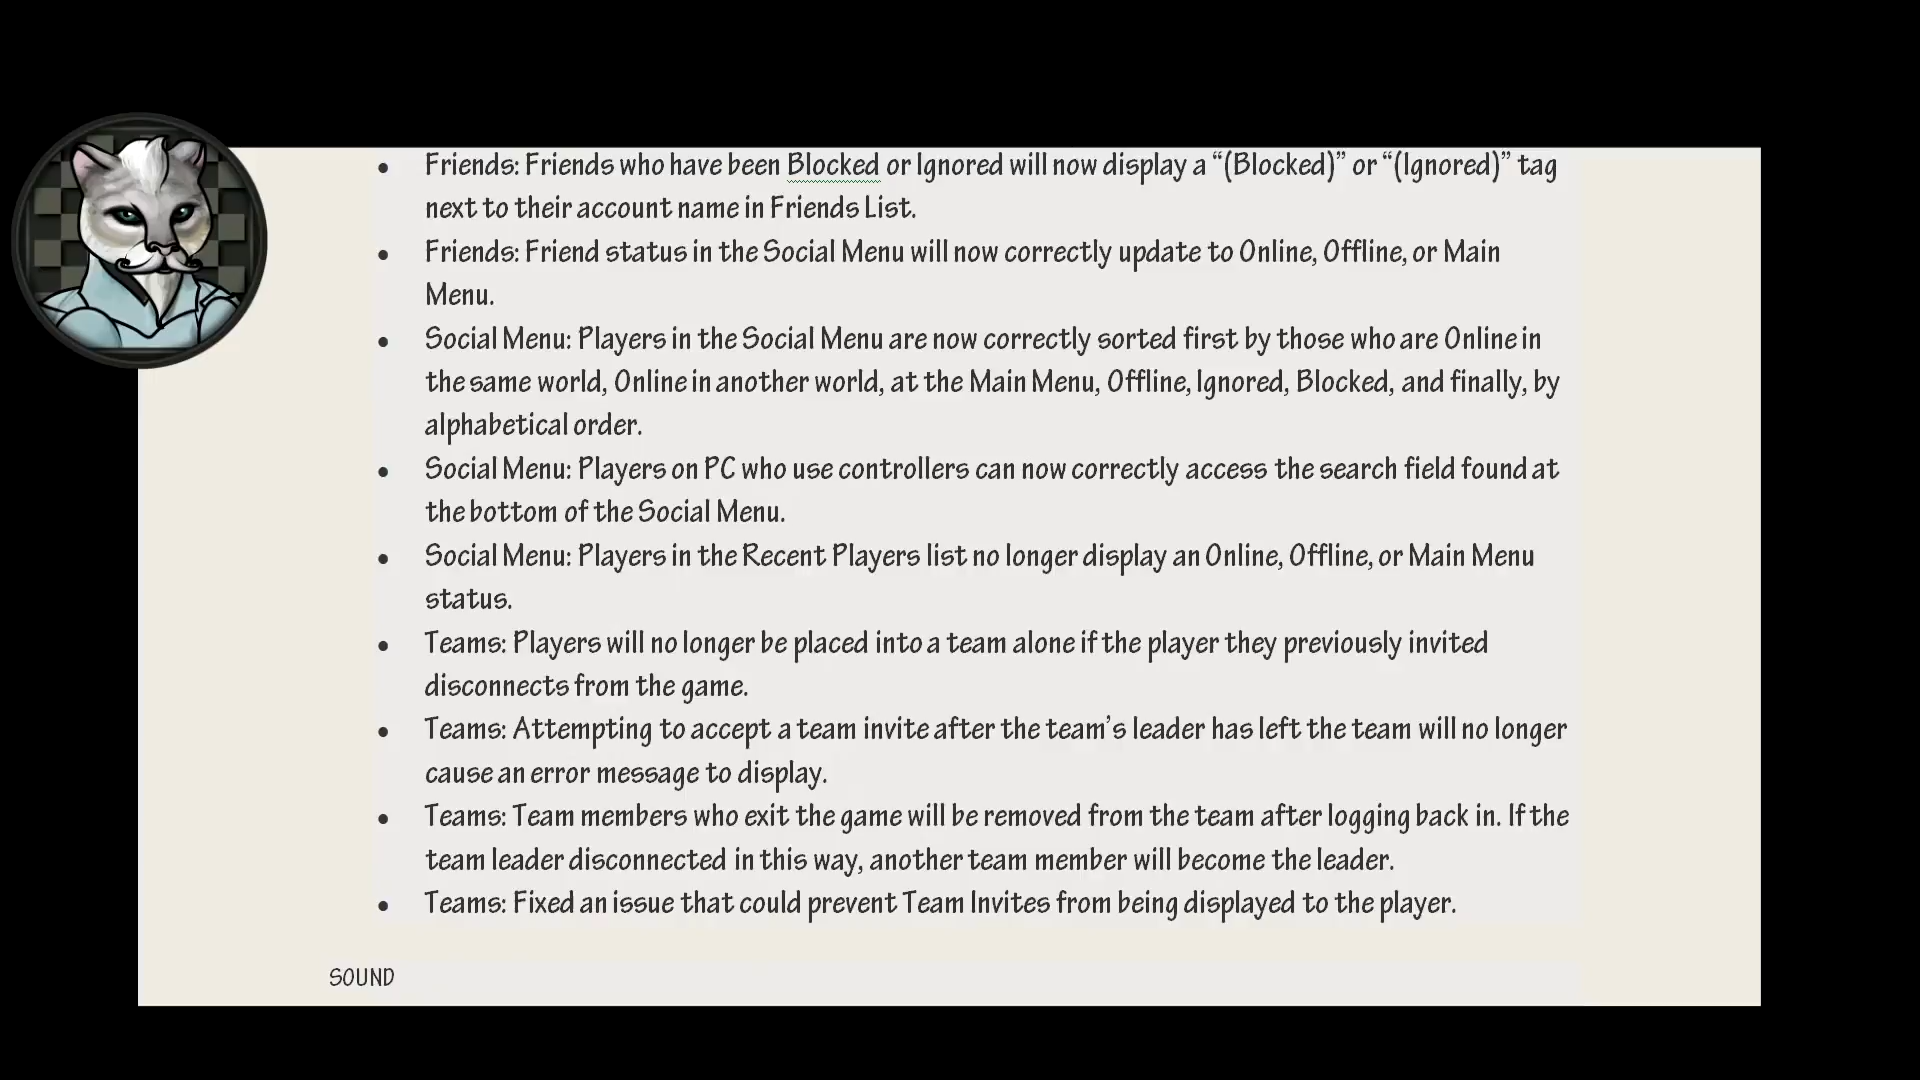 • Friends: Friends who have been Blocked or Ignored will now display a “(Blocked)” or “(Ignored)” tag
next to their account name in Friends List.
• Friends: Friend status in the Social Menu will now correctly update to Online, Offline, or Main
Menu.
• Social Menu: Players in the Social Menu are now correctly sorted first by those who are Online in
the same world, Online in another world, at the Main Menu, Offline, Ignored, Blocked, and finally, by
alphabetical order.
• Social Menu: Players on PC who use controllers can now correctly access the search field found at
the bottom of the Social Menu.
• Social Menu: Players in the Recent Players list no longer display an Online, Offline, or Main Menu
status.
• Teams: Players will no longer be placed into a team alone if the player they previously invited
disconnects from the game.
• Teams: Attempting to accept a team invite after the team’s leader has left the team will no longer
cause an error message to display.
• Teams: Team members who exit the game will be removed from the team after logging back in. If the
team leader disconnected in this way, another team member will become the leader.
• Teams: Fixed an issue that could prevent Team Invites from being displayed to the player.
SOUND